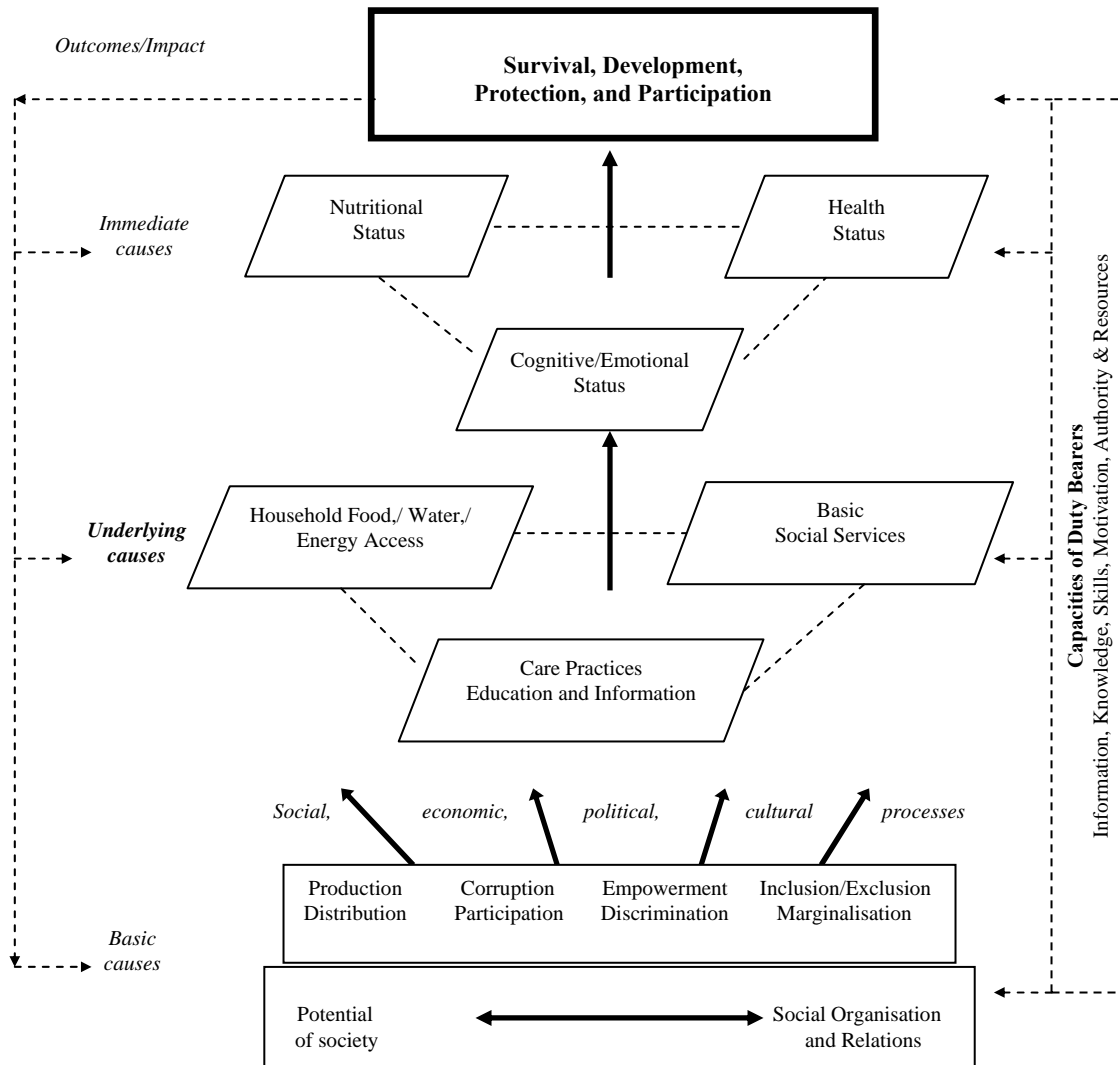 Outcomes/Impact
Survival, Development,
Protection, and Participation
Immediate
causes
Nutritional
Status
Health
Status
Cognitive/Emotional
Status
Underlying
causes
Household Food,/ Water,/
Energy Access
Basic
Social Services
Care Practices
Education and Information
Social, economic, political, cultural processes
Production
Distribution
Corruption
Participation
Empowerment
Discrimination
Inclusion/Exclusion
Marginalisation
Basic
causes
Potential
of society
Social Organisation
and Relations
Capacities of Duty Bearers
Information, Knowledge, Skills, Motivation, Authority & Resources